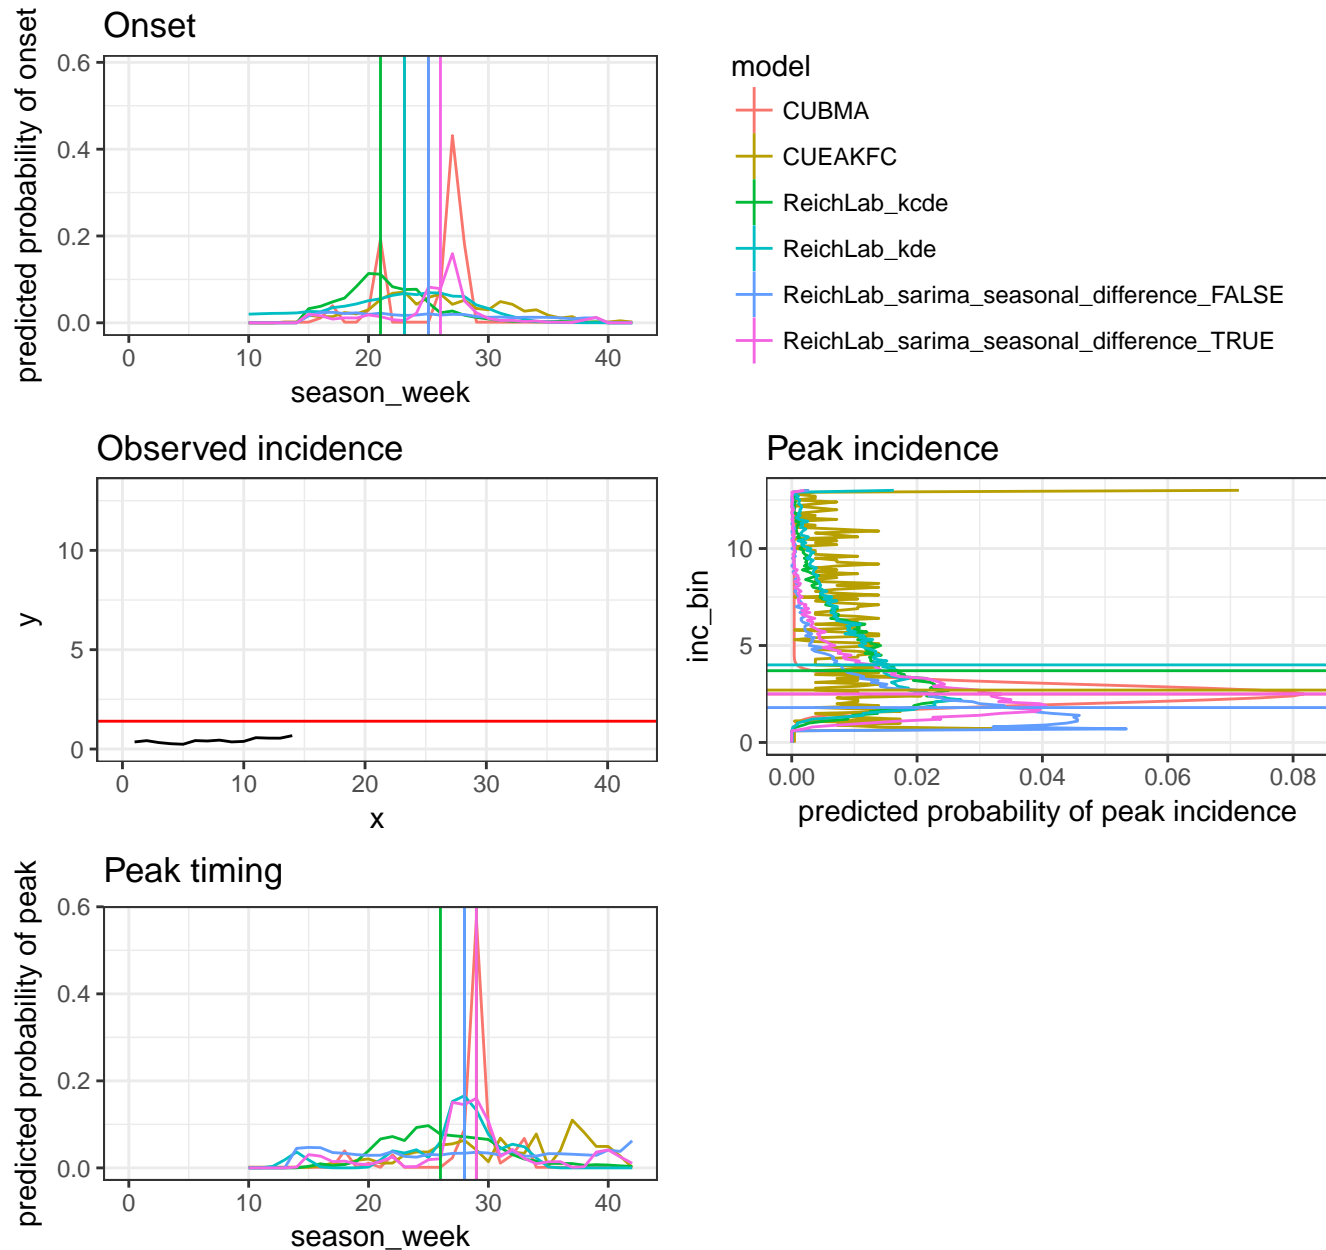 Onset
predicted probability of onset
0.6
0.4
0.2
0.0
0 10 20 30 40
season_week
model
CUBMA
CUEAKFC
ReichLab_kcde
ReichLab_kde
ReichLab_sarima_seasonal_difference_FALSE
ReichLab_sarima_seasonal_difference_TRUE
Observed incidence
y
10
5
0
0 10 20 30 40
x
Peak incidence
inc_bin
10
5
0
0.00 0.02 0.04 0.06 0.08
predicted probability of peak incidence
Peak timing
predicted probability of peak
0.6
0.4
0.2
0.0
0 10 20 30 40
season_week